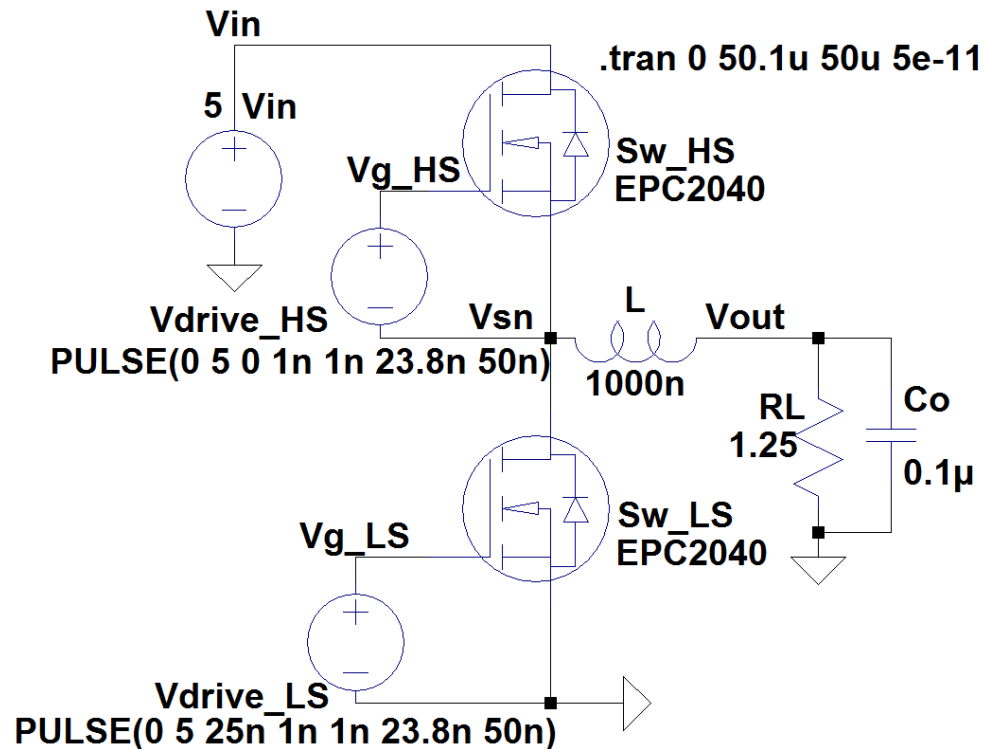 Vin
.tran 0 50.1u 50u 5e-11
5 Vin
Sw_HS
EPC2040
Vg_HS
Vdrive_HS
PULSE(0 5 0 1n 1n 23.8n 50n)
Vsn
L
1000n
Vout
RL
1.25
Co
0.1µ
Sw_LS
EPC2040
Vg_LS
Vdrive_LS
PULSE(0 5 25n 1n 1n 23.8n 50n)